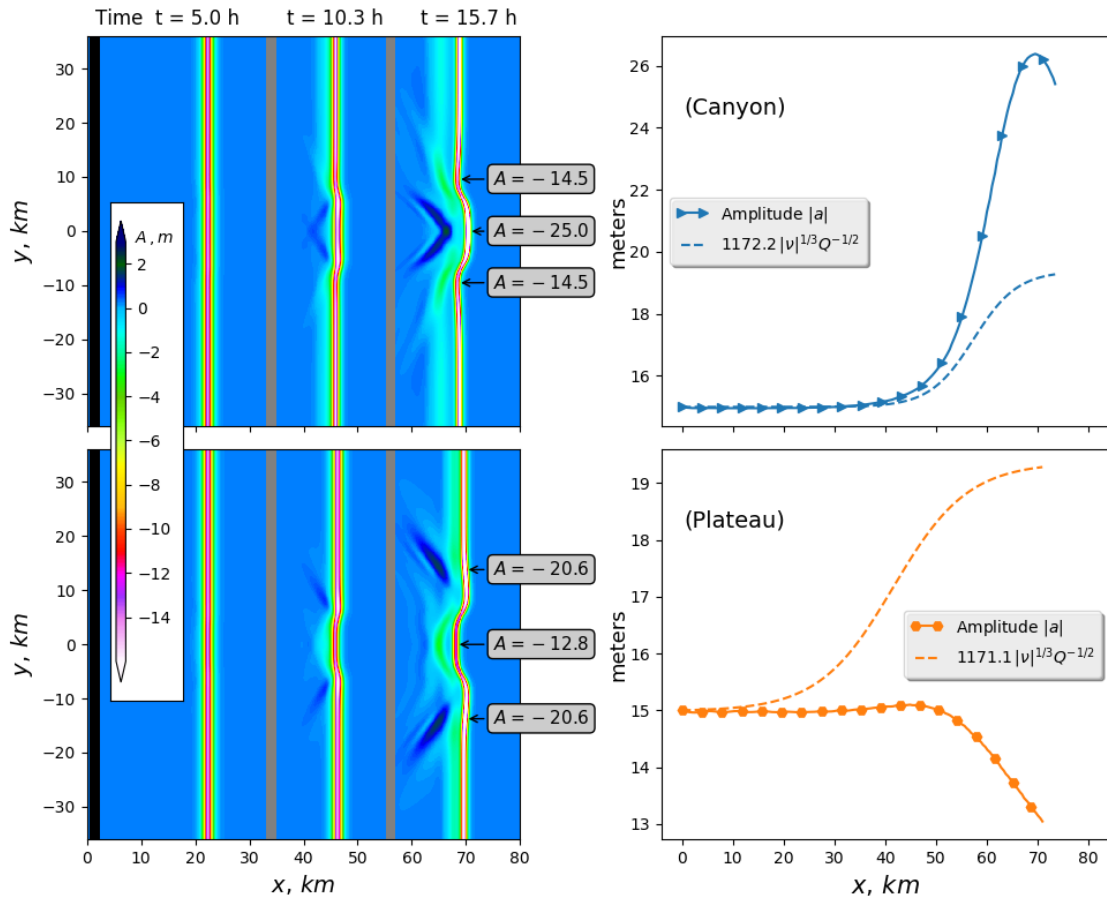 Time t = 5.0 h t = 10.3 h t = 15.7 h
30
20
10
0
−10
−20
−30
y, km
A, m
2
0
−2
−4
−6
−8
−10
−12
−14
A = − 14.5
A = − 25.0
A = − 14.5
30
20
10
0
−10
−20
−30
y, km
A = − 20.6
A = − 12.8
A = − 20.6
0 10 20 30 40 50 60 70 80
x, km
26
24
22
20
18
16
meters
(Canyon)
Amplitude |a|
1172.2 |ν|^{1/3}Q^{−1/2}
19
18
17
16
15
14
13
meters
(Plateau)
Amplitude |a|
1171.1 |ν|^{1/3}Q^{−1/2}
0 10 20 30 40 50 60 70 80
x, km